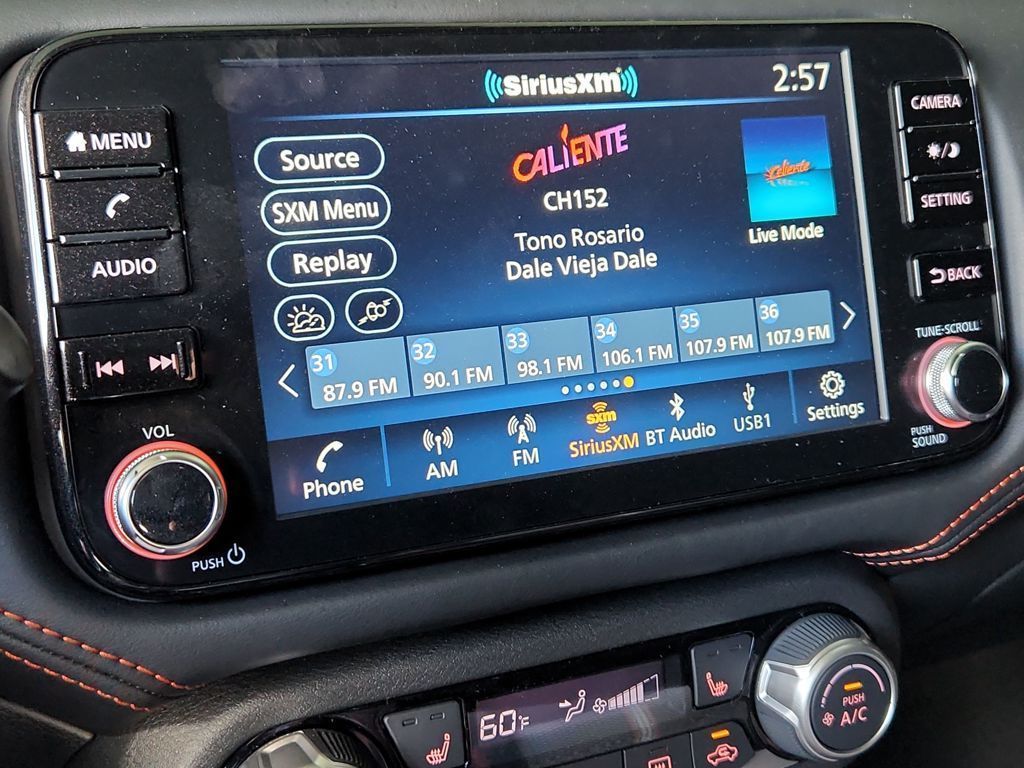 SiriusXM
2:57
MENU
AUDIO
VOL
PUSH
Source
SXM Menu
Replay
CALIENTE
CH152
Tono Rosario
Dale Vieja Dale
Caliente
Live Mode
31
87.9 FM
32
90.1 FM
33
98.1 FM
34
106.1 FM
35
107.9 FM
36
107.9 FM
Phone
AM
FM
sxm
SiriusXM
BT Audio
USB1
Settings
CAMERA
SETTING
BACK
TUNE-SCROLL
PUSH
SOUND
60°F
PUSH
A/C